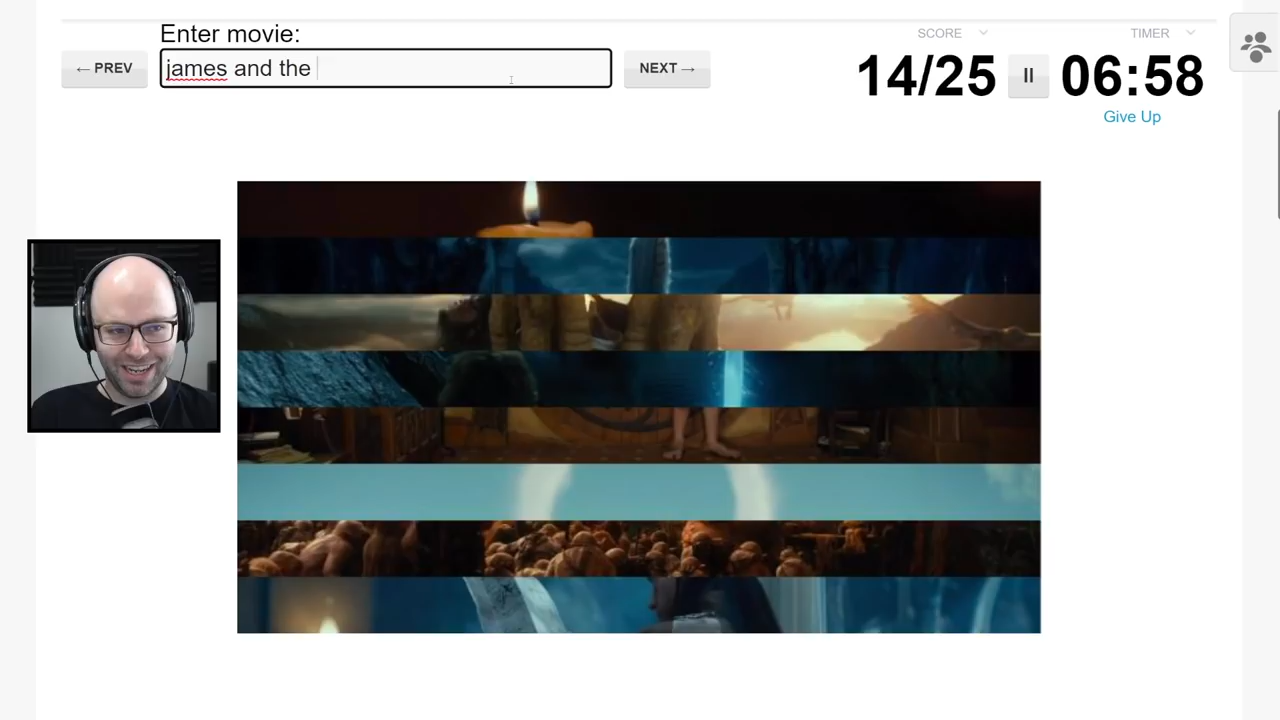 Enter movie:
← PREV
james and the
NEXT →
SCORE
14/25
TIMER
06:58
Give Up